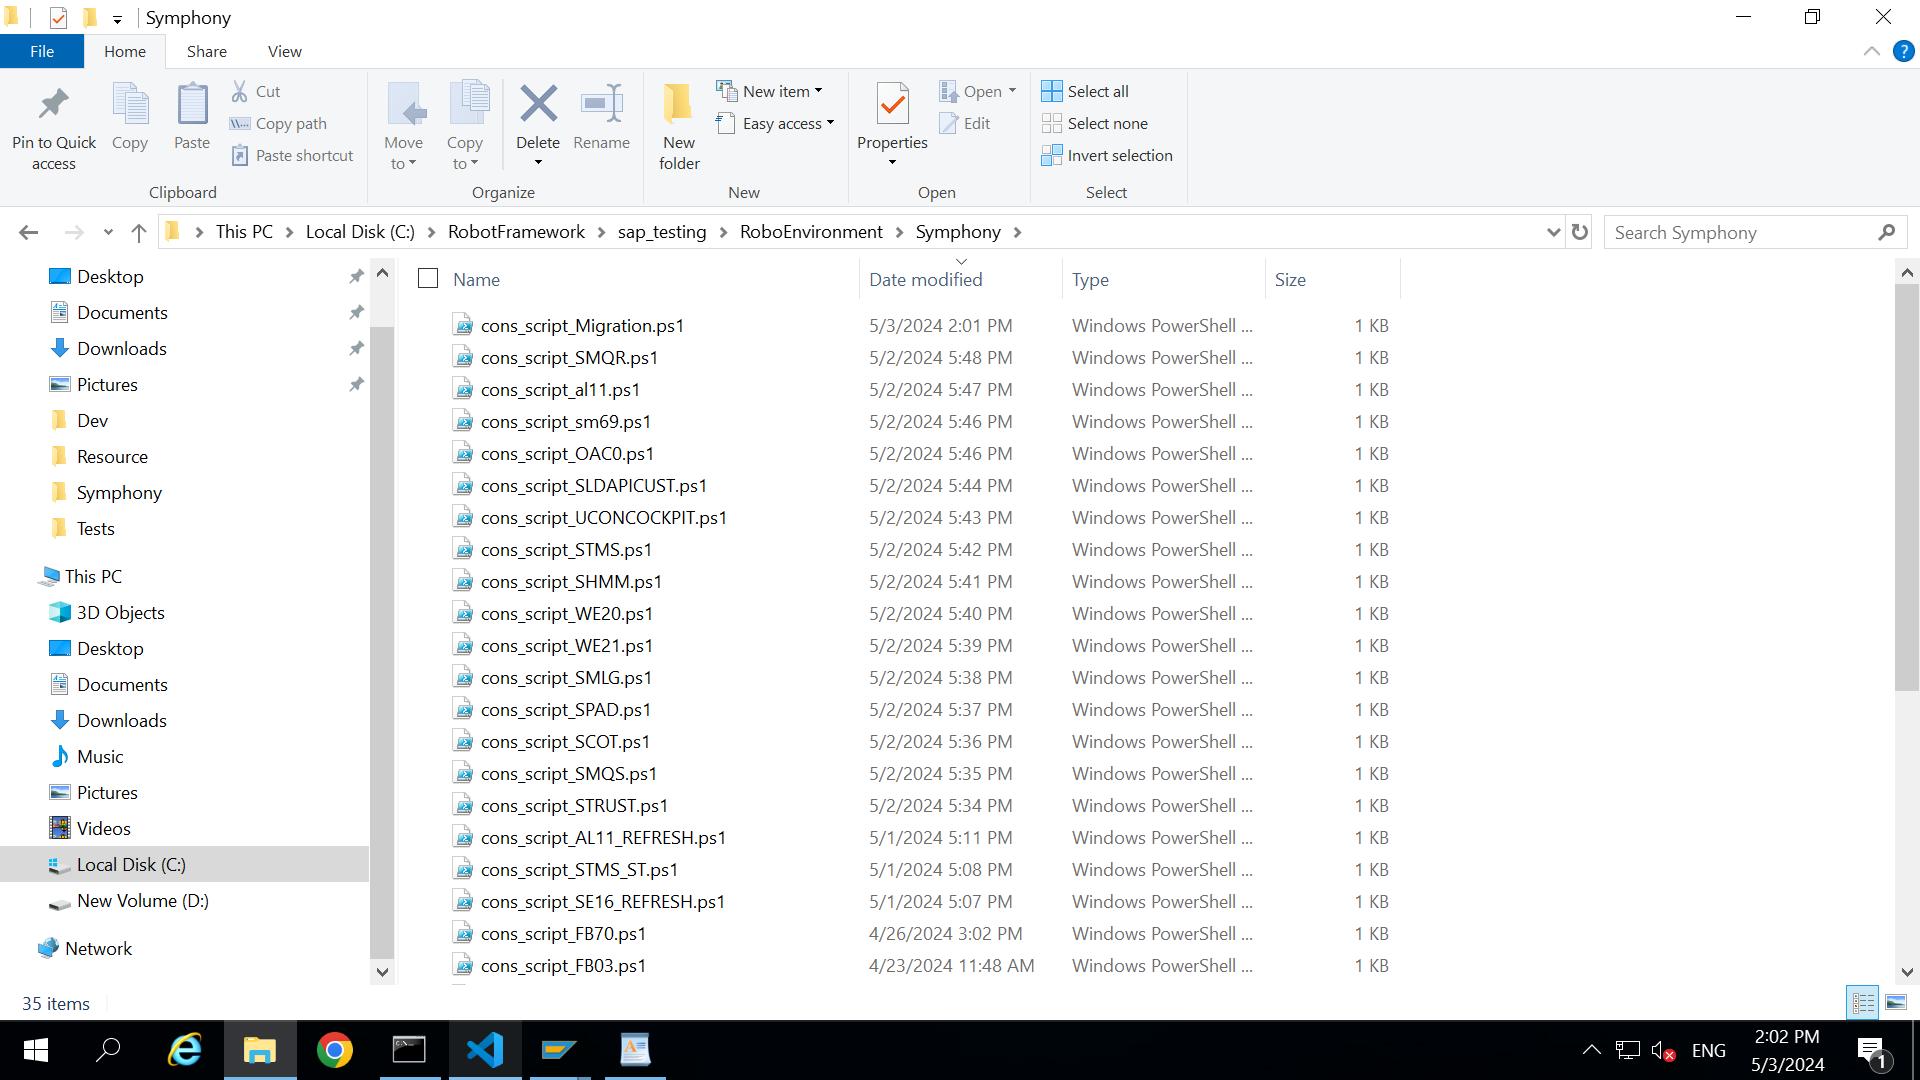 Symphony
File Home Share View
Pin to Quick access
Copy
Paste
Cut
Copy path
Paste shortcut
Clipboard
Move to
Copy to
Delete
Rename
Organize
New folder
New item
Easy access
New
Properties
Open
Edit
Open
Select all
Select none
Invert selection
Select
This PC Local Disk (C:) RobotFramework sap_testing RoboEnvironment Symphony
Search Symphony
Desktop
Documents
Downloads
Pictures
Dev
Resource
Symphony
Tests
This PC
3D Objects
Desktop
Documents
Downloads
Music
Pictures
Videos
Local Disk (C:)
New Volume (D:)
Network
Name Date modified Type Size
cons_script_Migration.ps1 5/3/2024 2:01 PM Windows PowerShell ... 1 KB
cons_script_SMQR.ps1 5/2/2024 5:48 PM Windows PowerShell ... 1 KB
cons_script_al11.ps1 5/2/2024 5:47 PM Windows PowerShell ... 1 KB
cons_script_sm69.ps1 5/2/2024 5:46 PM Windows PowerShell ... 1 KB
cons_script_OAC0.ps1 5/2/2024 5:46 PM Windows PowerShell ... 1 KB
cons_script_SLDAPICUST.ps1 5/2/2024 5:44 PM Windows PowerShell ... 1 KB
cons_script_UCONCOCKPIT.ps1 5/2/2024 5:43 PM Windows PowerShell ... 1 KB
cons_script_STMS.ps1 5/2/2024 5:42 PM Windows PowerShell ... 1 KB
cons_script_SHMM.ps1 5/2/2024 5:41 PM Windows PowerShell ... 1 KB
cons_script_WE20.ps1 5/2/2024 5:40 PM Windows PowerShell ... 1 KB
cons_script_WE21.ps1 5/2/2024 5:39 PM Windows PowerShell ... 1 KB
cons_script_SMLG.ps1 5/2/2024 5:38 PM Windows PowerShell ... 1 KB
cons_script_SPAD.ps1 5/2/2024 5:37 PM Windows PowerShell ... 1 KB
cons_script_SCOT.ps1 5/2/2024 5:36 PM Windows PowerShell ... 1 KB
cons_script_SMQS.ps1 5/2/2024 5:35 PM Windows PowerShell ... 1 KB
cons_script_STRUST.ps1 5/2/2024 5:34 PM Windows PowerShell ... 1 KB
cons_script_AL11_REFRESH.ps1 5/1/2024 5:11 PM Windows PowerShell ... 1 KB
cons_script_STMS_ST.ps1 5/1/2024 5:08 PM Windows PowerShell ... 1 KB
cons_script_SE16_REFRESH.ps1 5/1/2024 5:07 PM Windows PowerShell ... 1 KB
cons_script_FB70.ps1 4/26/2024 3:02 PM Windows PowerShell ... 1 KB
cons_script_FB03.ps1 4/23/2024 11:48 AM Windows PowerShell ... 1 KB
35 items
ENG
2:02 PM
5/3/2024
1